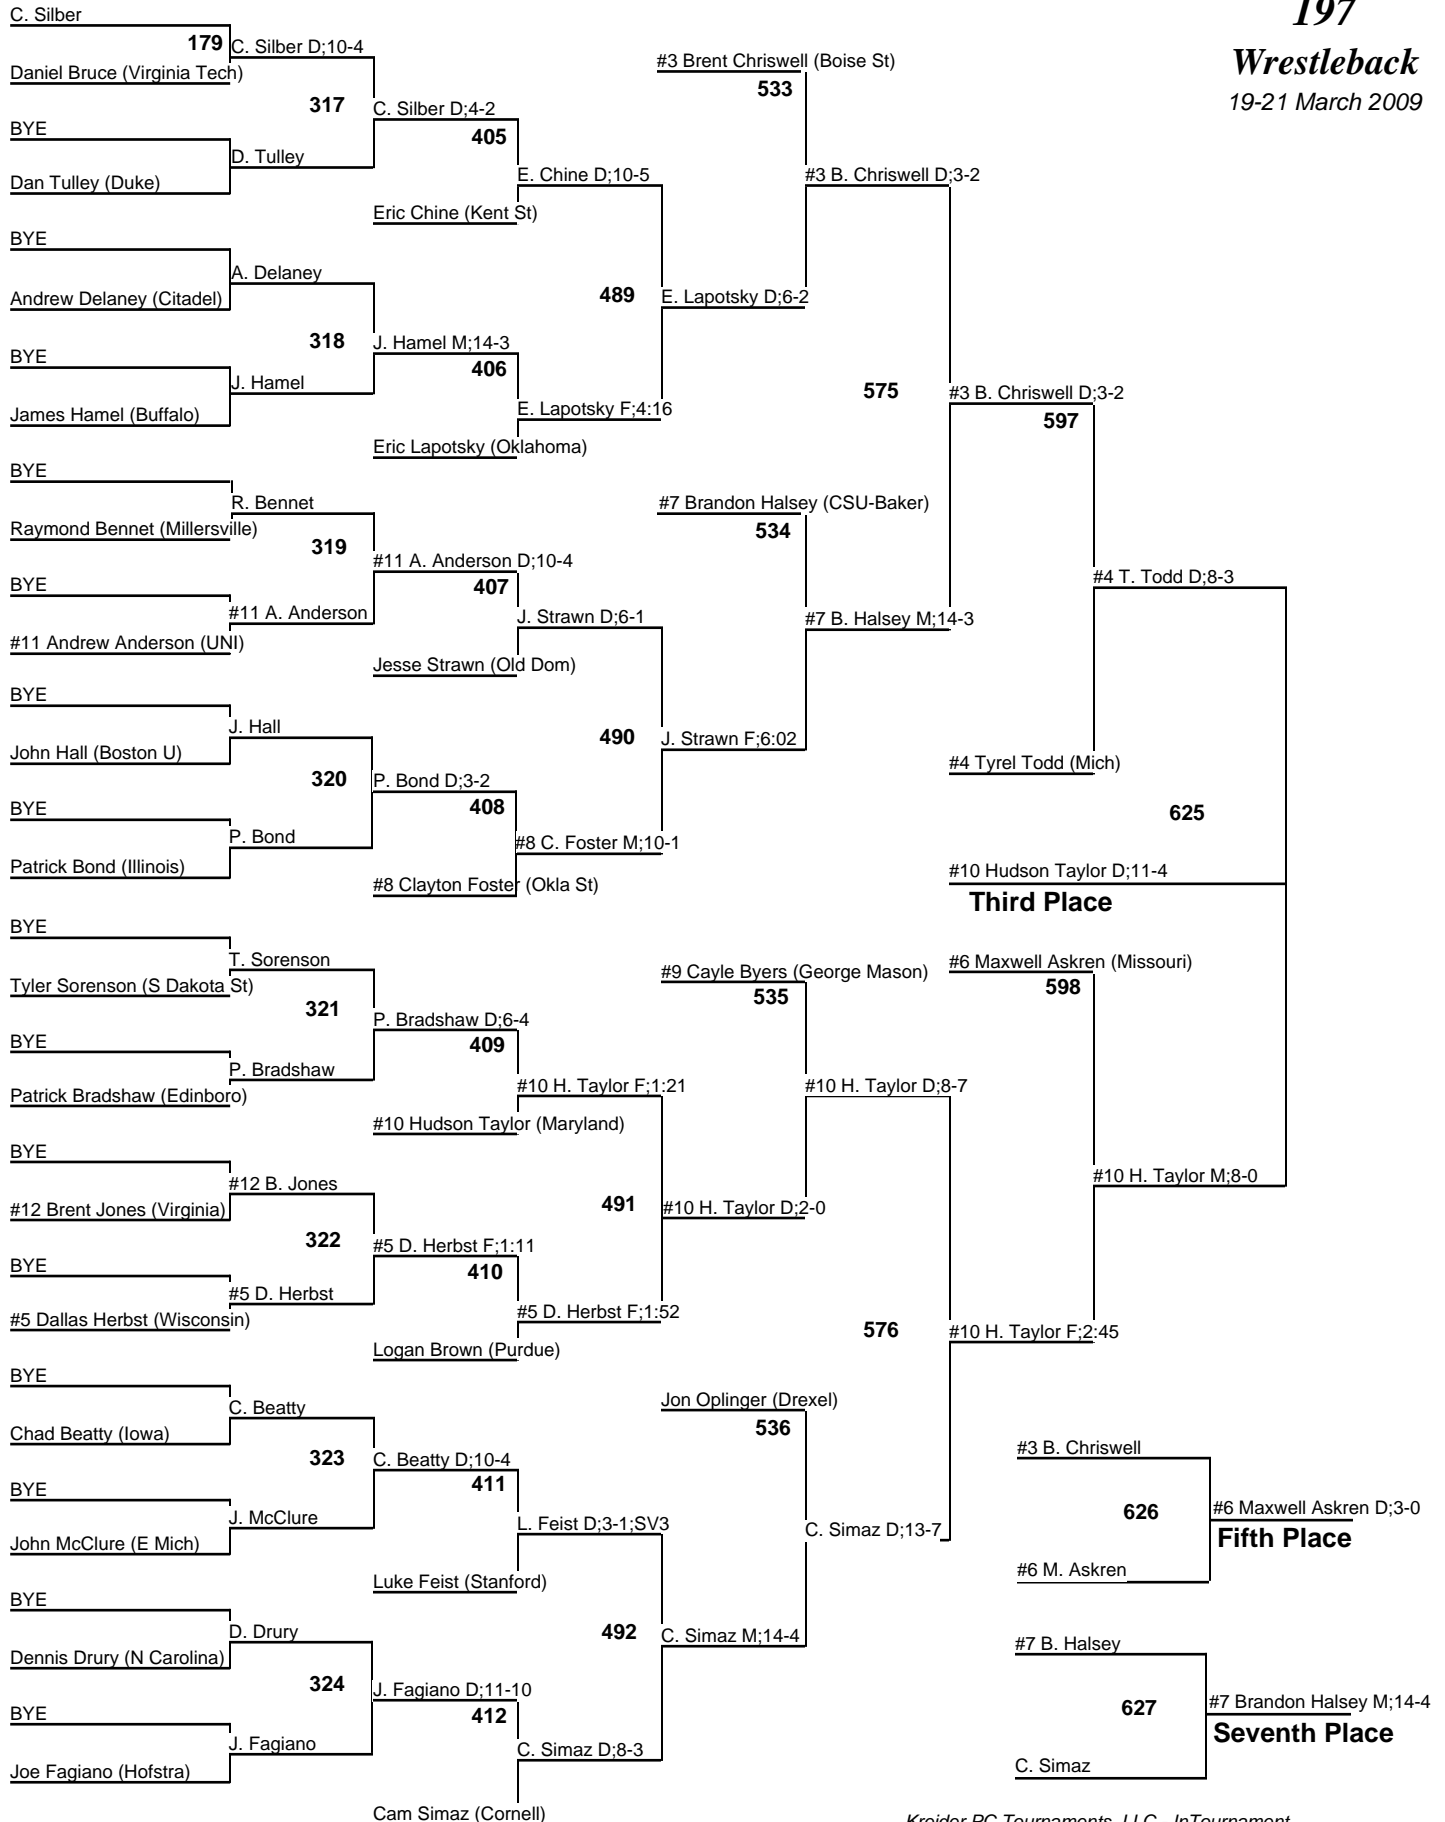 197
Wrestleback
19-21 March 2009
C. Silber
179
C. Silber D;10-4
Daniel Bruce (Virginia Tech)
317
C. Silber D;4-2
BYE
405
D. Tulley
Dan Tulley (Duke)
E. Chine D;10-5
Eric Chine (Kent St)
BYE
A. Delaney
Andrew Delaney (Citadel)
489
E. Lapotsky D;6-2
318
J. Hamel M;14-3
BYE
406
J. Hamel
James Hamel (Buffalo)
E. Lapotsky F;4:16
Eric Lapotsky (Oklahoma)
#3 Brent Chriswell (Boise St)
533
#3 B. Chriswell D;3-2
575
#3 B. Chriswell D;3-2
597
BYE
R. Bennet
Raymond Bennet (Millersville)
319
#11 A. Anderson D;10-4
BYE
407
#11 A. Anderson
#11 Andrew Anderson (UNI)
J. Strawn D;6-1
Jesse Strawn (Old Dom)
#7 Brandon Halsey (CSU-Baker)
534
#7 B. Halsey M;14-3
#4 T. Todd D;8-3
BYE
J. Hall
John Hall (Boston U)
490
J. Strawn F;6:02
320
P. Bond D;3-2
BYE
408
P. Bond
Patrick Bond (Illinois)
#8 C. Foster M;10-1
#8 Clayton Foster (Okla St)
#4 Tyrel Todd (Mich)
625
#10 Hudson Taylor D;11-4
Third Place
BYE
T. Sorenson
Tyler Sorenson (S Dakota St)
321
P. Bradshaw D;6-4
BYE
409
P. Bradshaw
Patrick Bradshaw (Edinboro)
#10 H. Taylor F;1:21
#10 Hudson Taylor (Maryland)
#9 Cayle Byers (George Mason)
535
#10 H. Taylor D;8-7
#6 Maxwell Askren (Missouri)
598
#10 H. Taylor M;8-0
BYE
#12 B. Jones
#12 Brent Jones (Virginia)
491
#10 H. Taylor D;2-0
322
#5 D. Herbst F;1:11
BYE
410
#5 D. Herbst
#5 Dallas Herbst (Wisconsin)
#5 D. Herbst F;1:52
Logan Brown (Purdue)
576
#10 H. Taylor F;2:45
BYE
C. Beatty
Chad Beatty (Iowa)
323
C. Beatty D;10-4
BYE
411
J. McClure
John McClure (E Mich)
L. Feist D;3-1;SV3
Luke Feist (Stanford)
Jon Oplinger (Drexel)
536
C. Simaz D;13-7
#3 B. Chriswell
626
#6 Maxwell Askren D;3-0
Fifth Place
#6 M. Askren
BYE
D. Drury
Dennis Drury (N Carolina)
492
C. Simaz M;14-4
324
J. Fagiano D;11-10
BYE
412
J. Fagiano
Joe Fagiano (Hofstra)
C. Simaz D;8-3
Cam Simaz (Cornell)
#7 B. Halsey
627
#7 Brandon Halsey M;14-4
Seventh Place
C. Simaz
Kreider PC Tournaments, LLC - InTournament